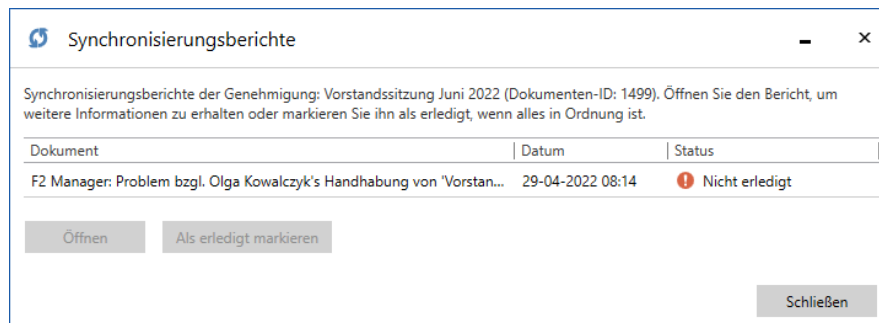 Synchronisierungsberichte
Synchronisierungsberichte der Genehmigung: Vorstandssitzung Juni 2022 (Dokumenten-ID: 1499). Öffnen Sie den Bericht, um
weitere Informationen zu erhalten oder markieren Sie ihn als erledigt, wenn alles in Ordnung ist.
Dokument Datum Status
F2 Manager: Problem bzgl. Olga Kowalczyk's Handhabung von 'Vorstan... 29-04-2022 08:14 Nicht erledigt
Öffnen Als erledigt markieren
Schließen